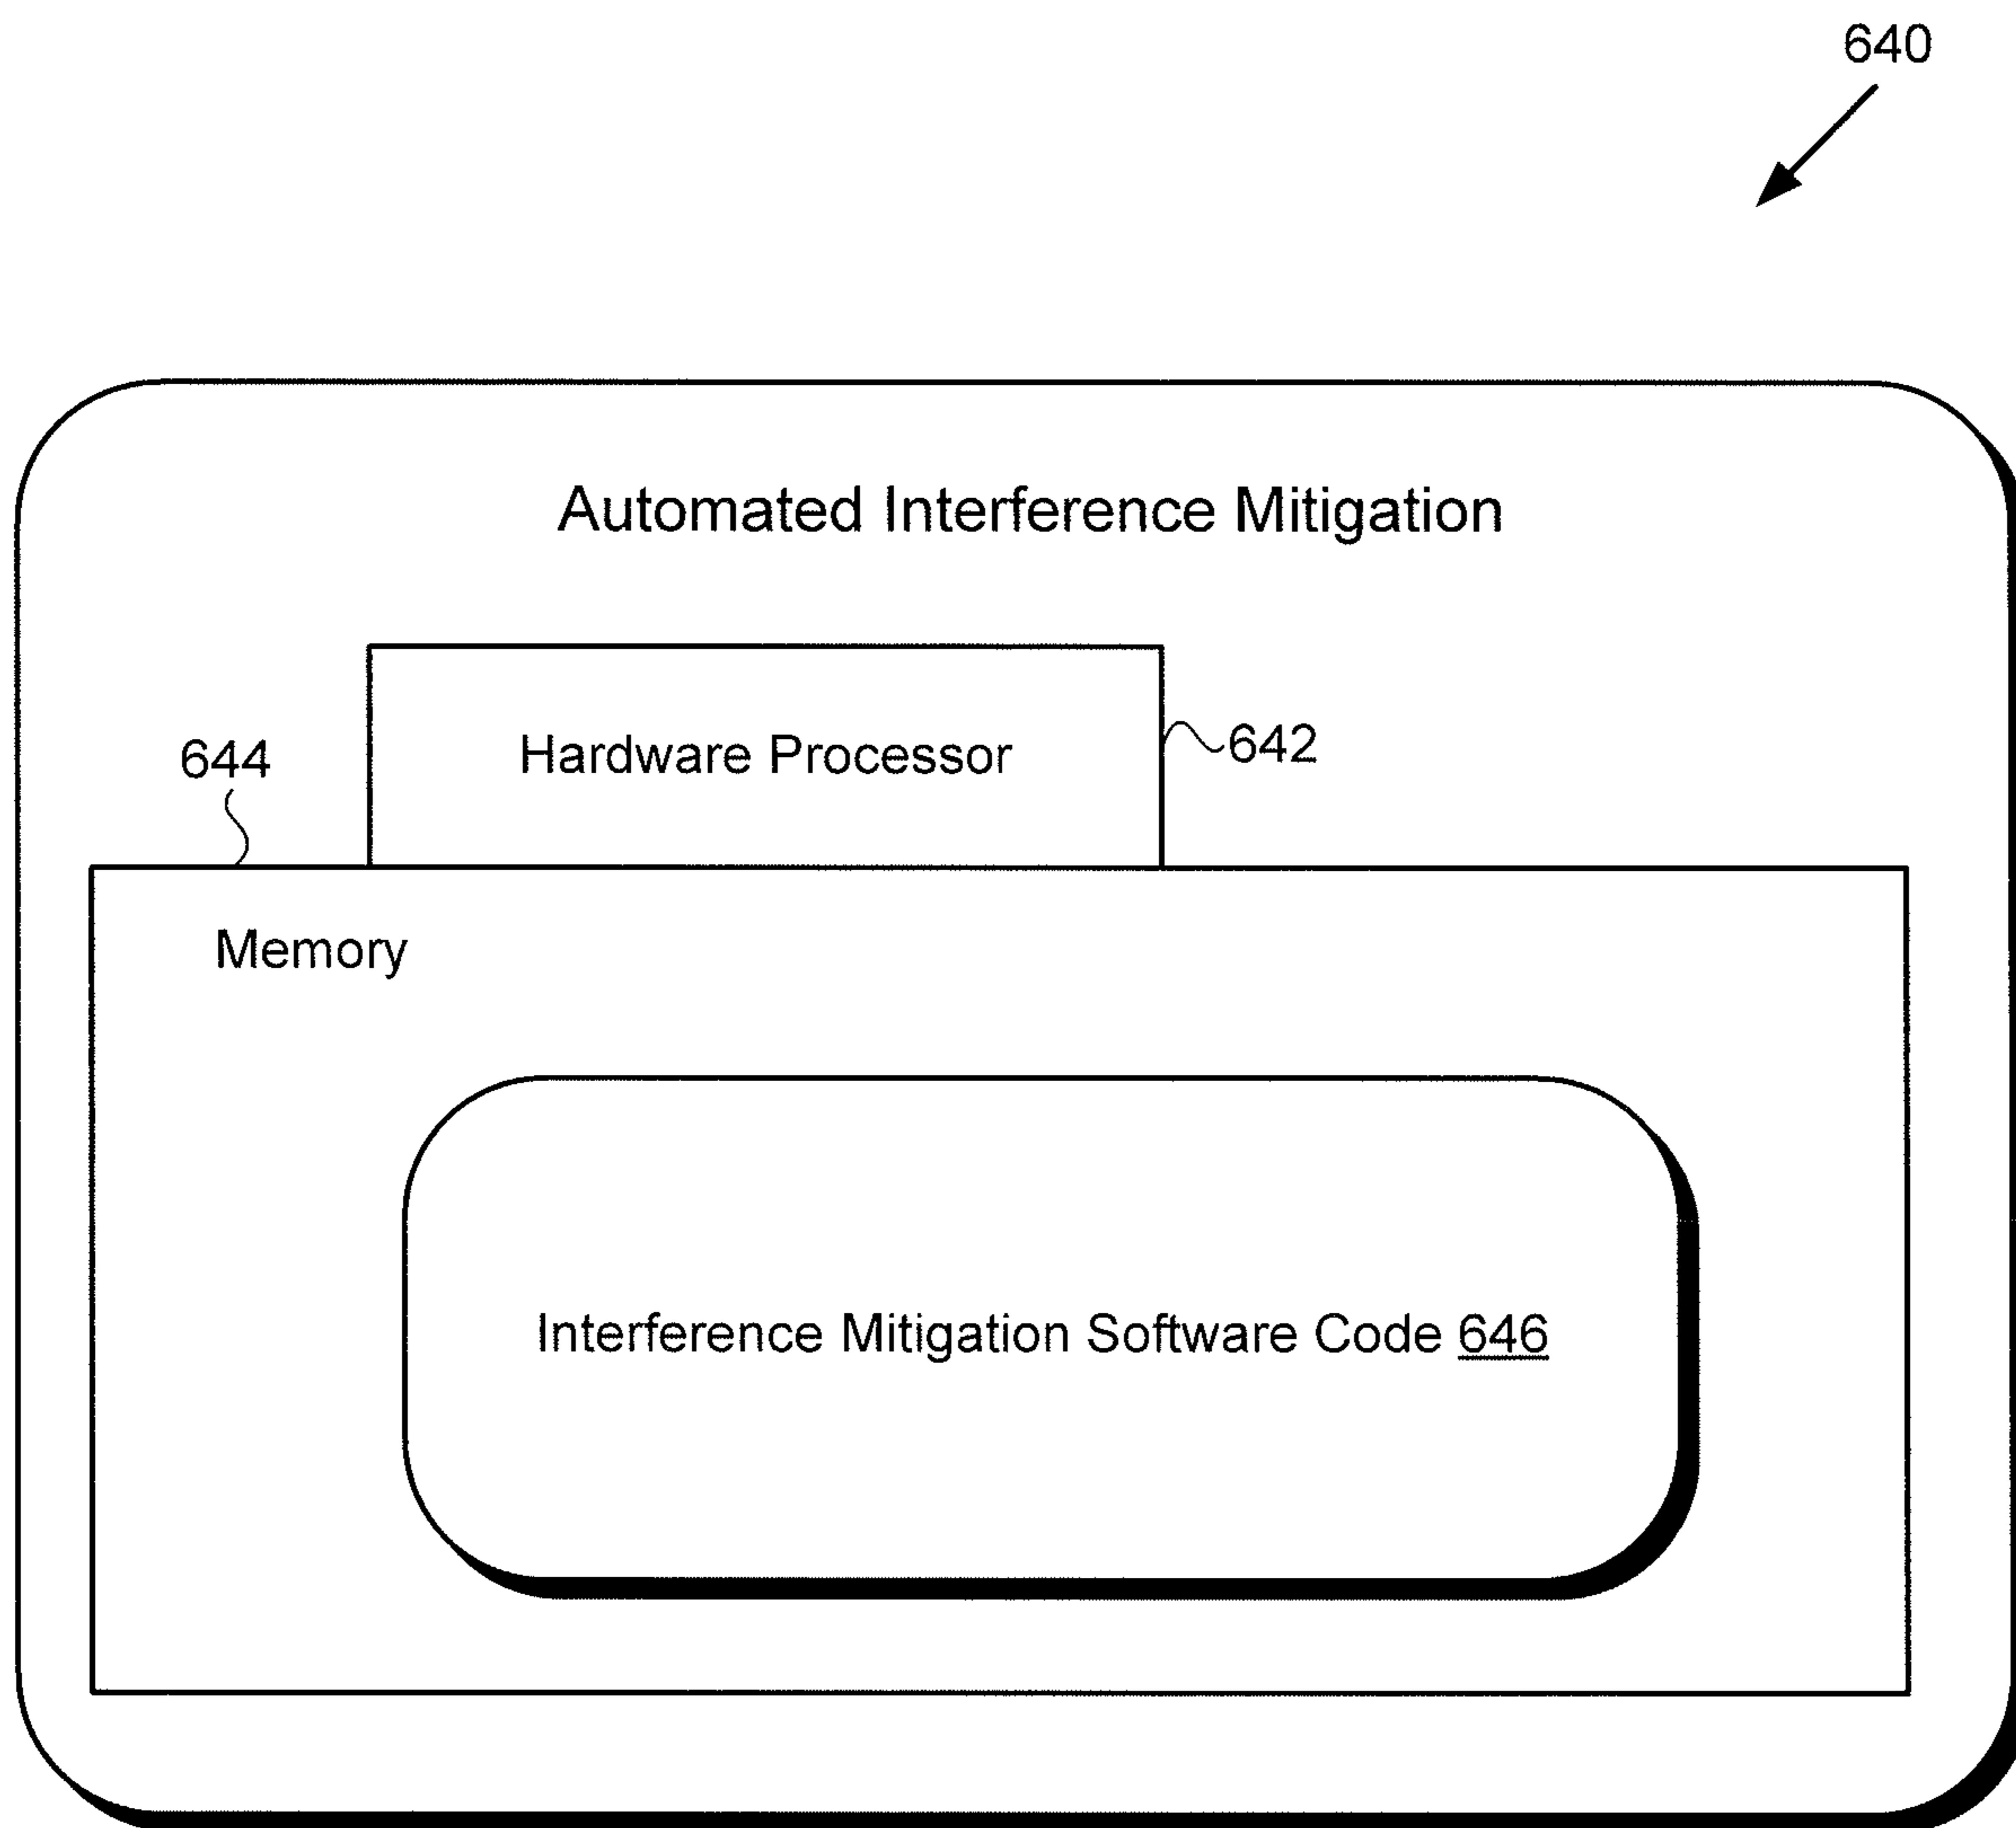 640
Automated Interference Mitigation
Hardware Processor
642
644
Memory
Interference Mitigation Software Code 646